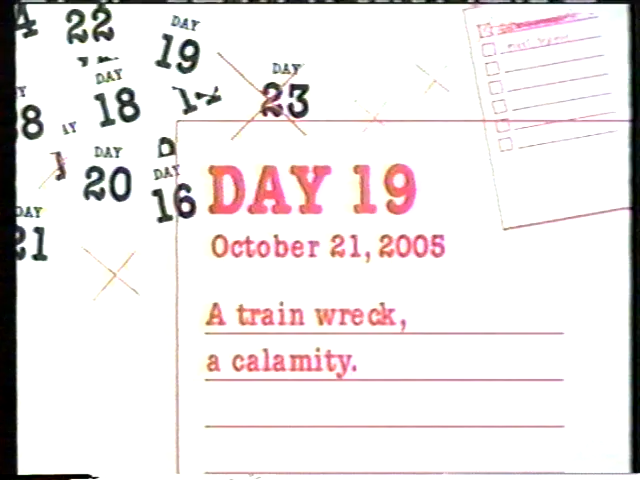 22
DAY
19
DAY
18
DAY
23
DAY
20
DAY
16
DAY
21
DAY 19
October 21, 2005
A train wreck,
a calamity.